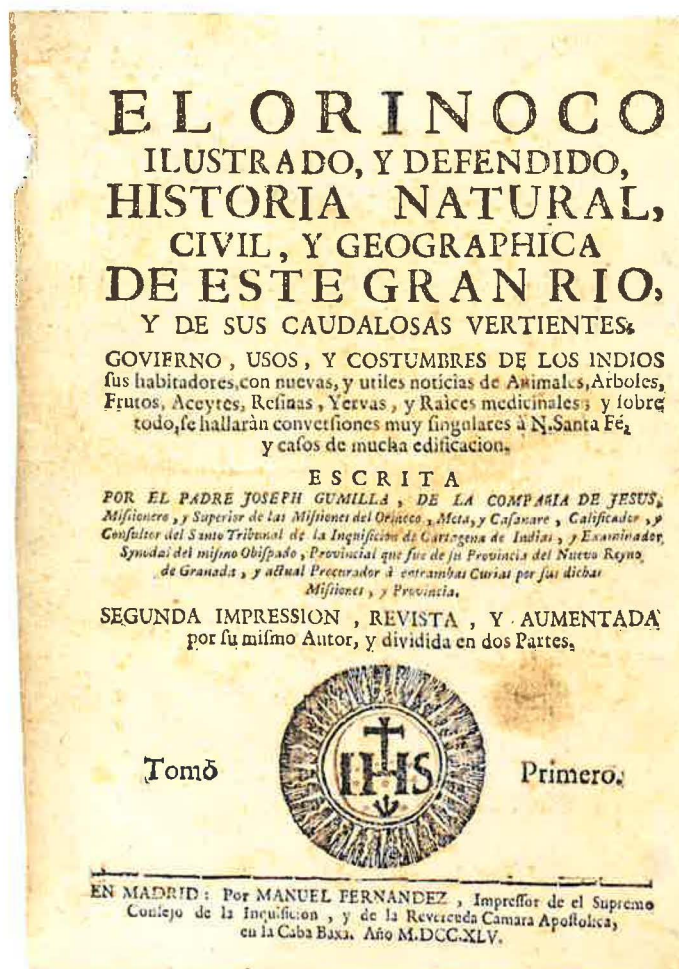 EL ORINOCO
ILUSTRADO, Y DEFENDIDO,
HISTORIA NATURAL,
CIVIL, Y GEOGRAPHICA
DE ESTE GRAN RIO,
Y DE SUS CAUDALOSAS VERTIENTES;
GOVIERNO, USOS, Y COSTUMBRES DE LOS INDIOS
ſus habitadores, con nuevas, y utiles noticias de Animales, Arboles,
Frutos, Aceytes, Reſinas, Yervas, y Raices medicinales; y ſobre
todo, ſe hallaràn converſiones muy ſingulares à N. Santa Fé,
y caſos de mucha edificacion.
ESCRITA
POR EL PADRE JOSEPH GUMILLA, DE LA COMPAÑIA DE JESUS,
Miſsionero, y Superior de las Miſsiones del Orinoco, Meta, y Caſanare, Calificador, y
Conſultor del Santo Tribunal de la Inquiſicion de Cartagena de Indias, y Examinador
Synodal del miſmo Obiſpado, Provincial que fue de ſu Provincia del Nuevo Reyno
de Granada, y actual Procurador à entrambas Curias por ſus dichas
Miſsiones, y Provincia.
SEGUNDA IMPRESSION, REVISTA, Y AUMENTADA
por ſu miſmo Autor, y dividida en dos Partes.
Tomo Primero.
IHS
EN MADRID: Por MANUEL FERNANDEZ, Impreſſor de el Supremo
Conſejo de la Inquiſicion, y de la Reverenda Camara Apoſtolica,
en la Caba Baxa. Año M.DCC.XLV.